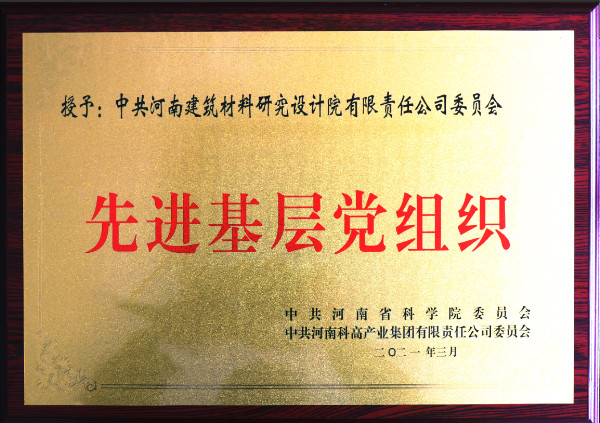 授予：中共河南建筑材料研究设计院有限责任公司委员会
先进基层党组织
中共河南省科学院委员会
中共河南科高产业集团有限责任公司委员会
二〇二一年三月